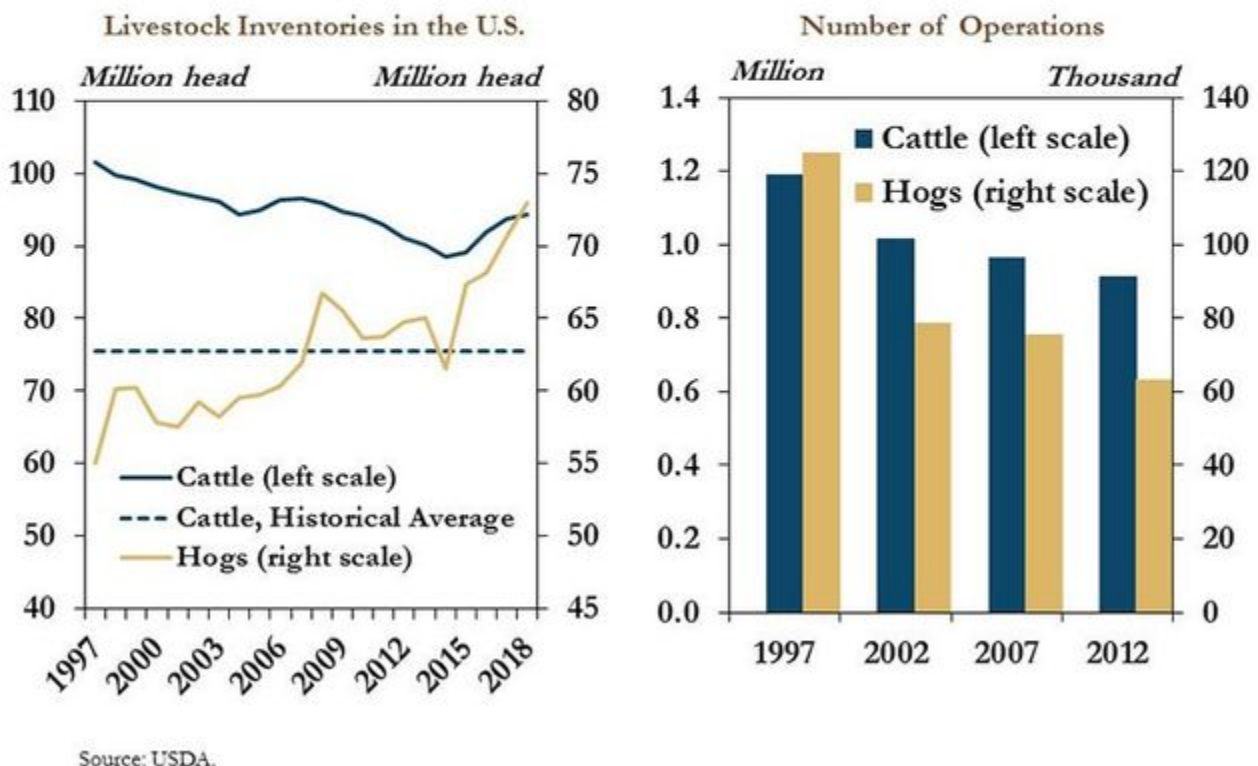 Livestock Inventories in the U.S.
Million head Million head
110 80
100 75
90 70
80 65
70 60
60 55
50 50
40 45
Cattle (left scale)
Cattle, Historical Average
Hogs (right scale)
1997 2000 2003 2006 2009 2012 2015 2018
Number of Operations
Million Thousand
1.4 140
1.2 120
1.0 100
0.8 80
0.6 60
0.4 40
0.2 20
0.0 0
Cattle (left scale)
Hogs (right scale)
1997 2002 2007 2012
Source: USDA.